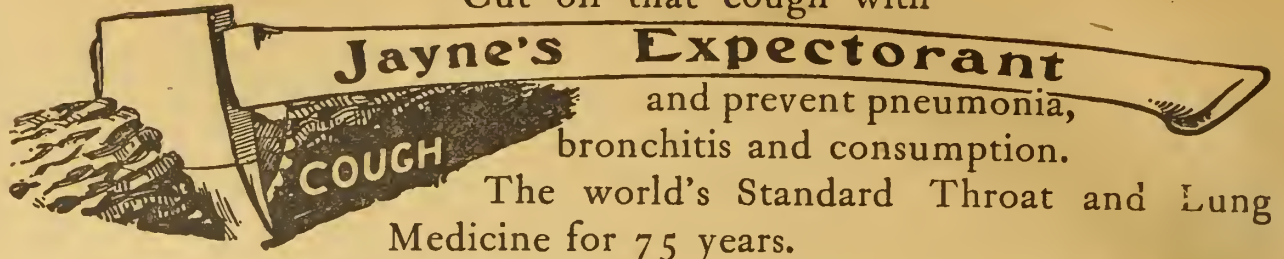 Cut off that cough with
Jayne's Expectorant
and prevent pneumonia,
COUGH
bronchitis and consumption.
The world's Standard Throat and Lung
Medicine for 75 years.